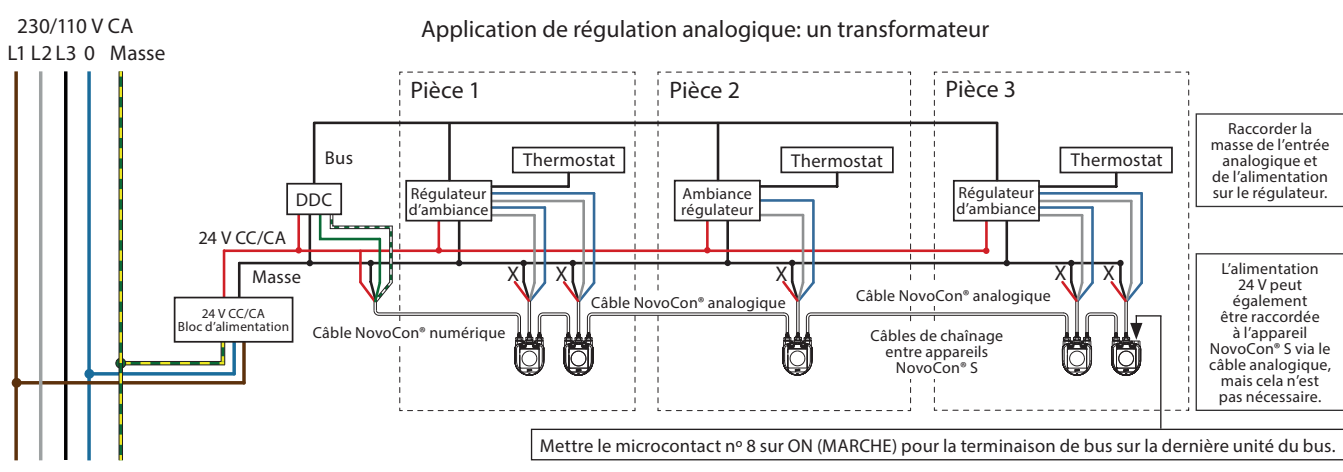 230/110 V CA
L1 L2 L3 0 Masse
Application de régulation analogique: un transformateur
Pièce 1
Pièce 2
Pièce 3
Bus
Thermostat
Thermostat
Thermostat
DDC
Régulateur
d'ambiance
Ambiance
régulateur
Régulateur
d'ambiance
24 V CC/CA
Masse
X
X
X
X
X
24 V CC/CA
Bloc d'alimentation
Câble NovoCon® numérique
Câble NovoCon® analogique
Câble NovoCon® analogique
Câbles de chaînage
entre appareils
NovoCon® S
Raccorder la
masse de l'entrée
analogique et
de l'alimentation
sur le régulateur.
L'alimentation
24 V peut
également
être raccordée
à l'appareil
NovoCon® S via le
câble analogique,
mais cela n'est
pas nécessaire.
Mettre le microcontact nº 8 sur ON (MARCHE) pour la terminaison de bus sur la dernière unité du bus.